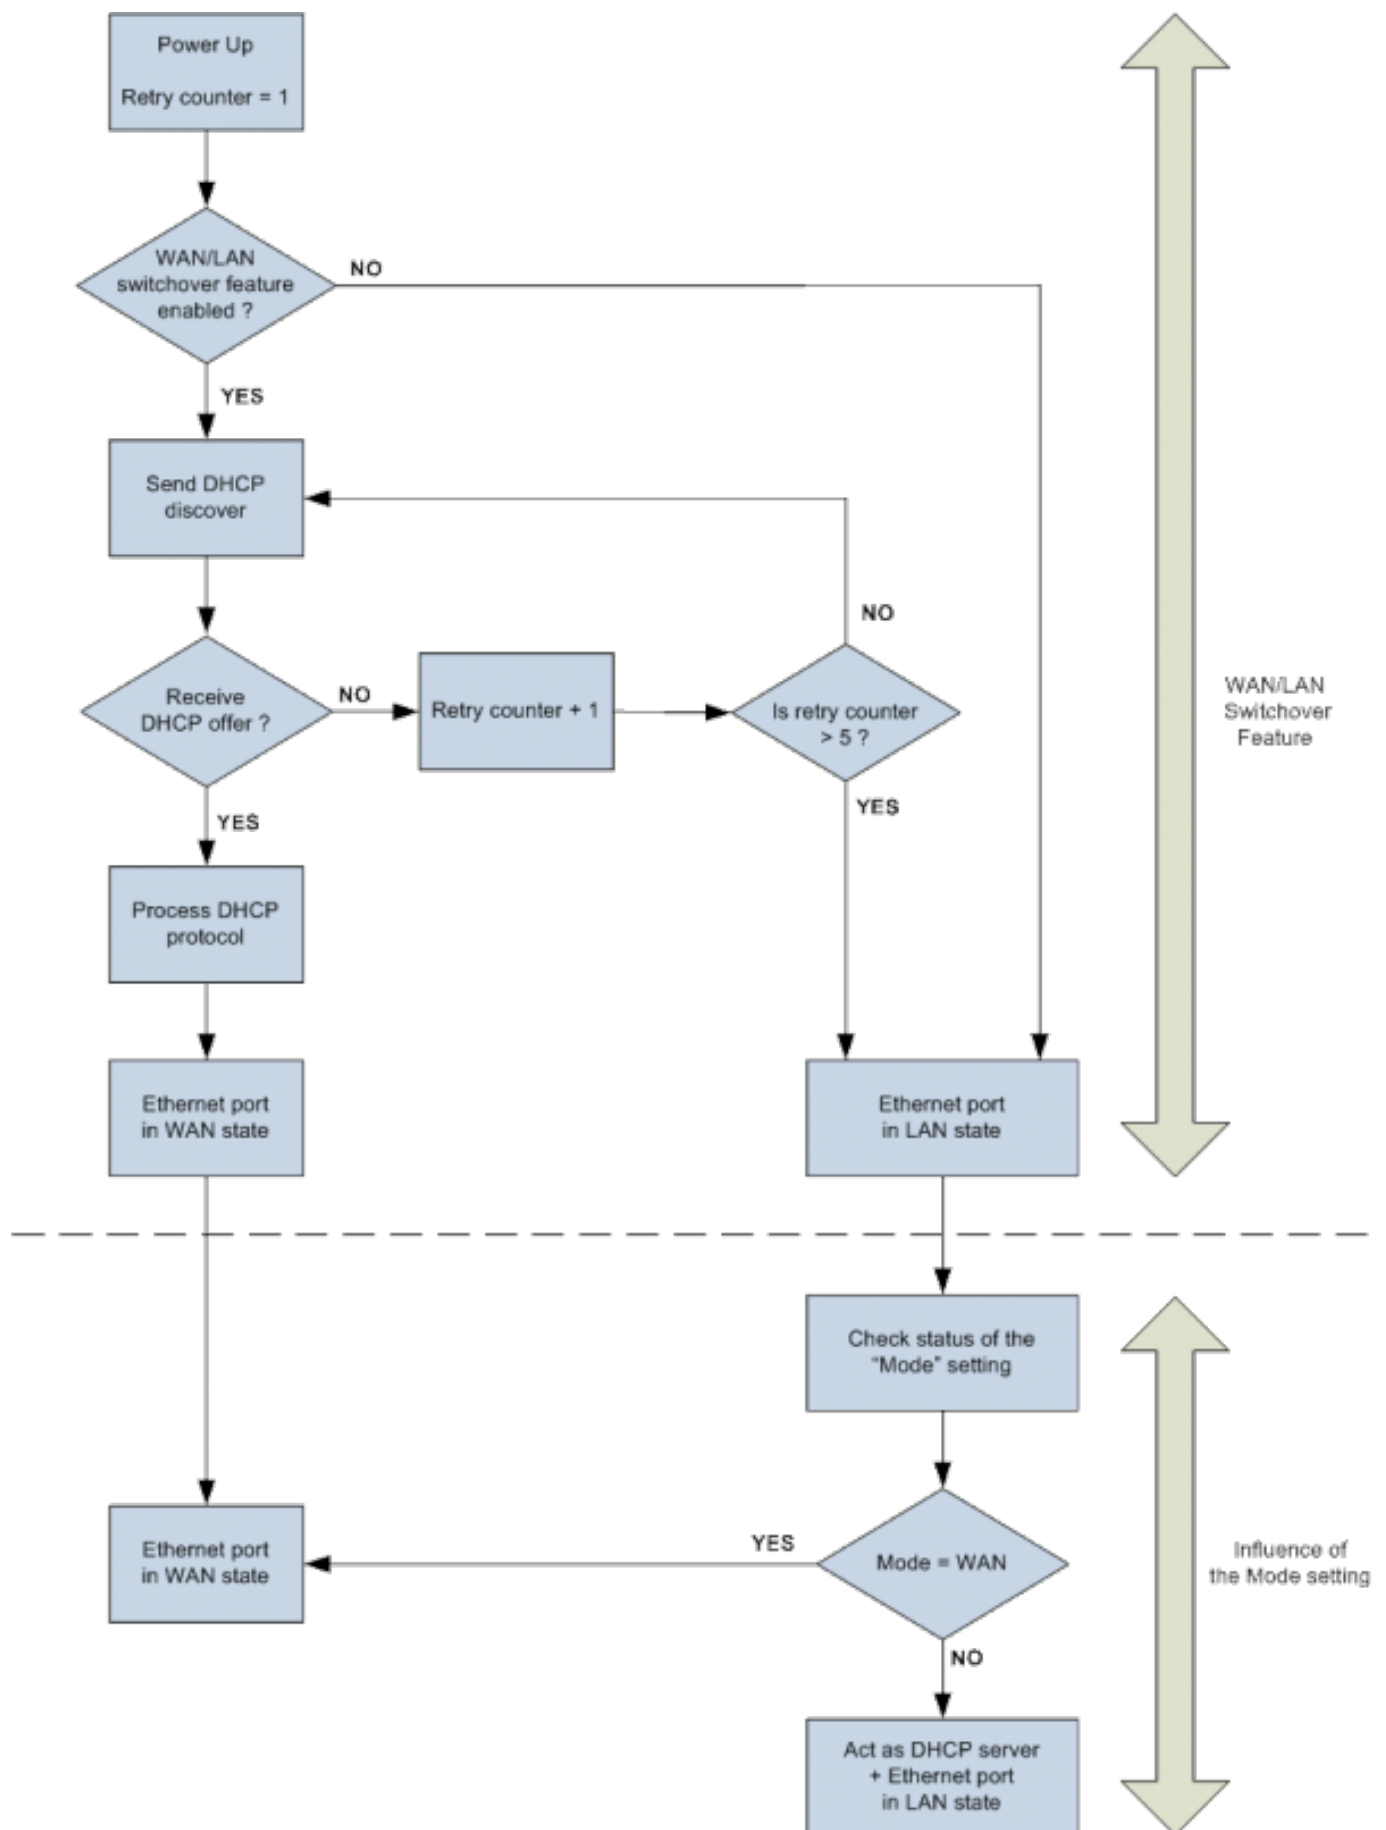 Power Up
Retry counter = 1
WAN/LAN
switchover feature
enabled ?
NO
YES
Send DHCP
discover
NO
Receive
DHCP offer ?
NO
Retry counter + 1
Is retry counter
> 5 ?
WAN/LAN
Switchover
Feature
YES
YES
Process DHCP
protocol
Ethernet port
in WAN state
Ethernet port
in LAN state
Check status of the
"Mode" setting
Ethernet port
in WAN state
YES
Mode = WAN
Influence of
the Mode setting
NO
Act as DHCP server
+ Ethernet port
in LAN state